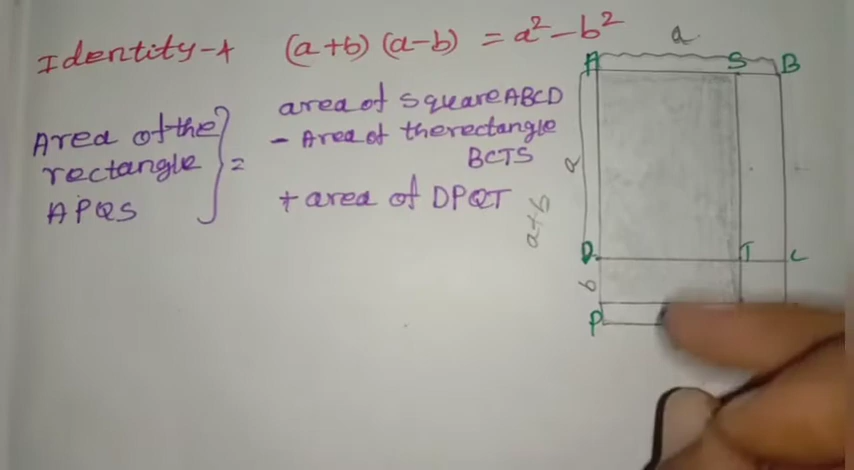 Identity-A (a+b) (a-b) = a² - b²
Area of the rectangle APQS =
area of square ABCD
- Area of the rectangle
BCTS
+ area of DPQT
a
A S B
a
a+b
D T C
b
P